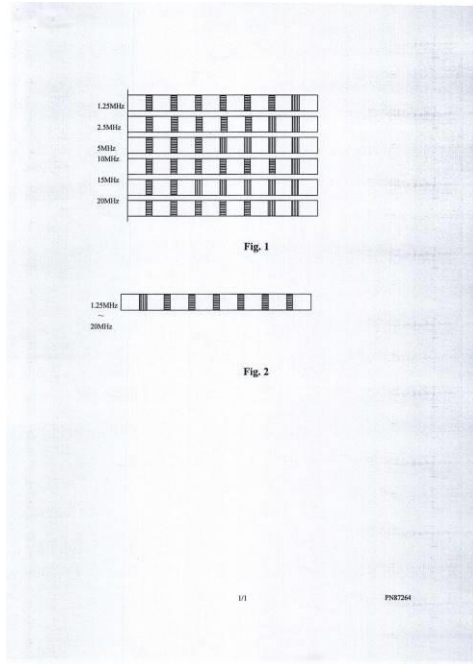 1.25MHz
2.5MHz
5MHz
10MHz
15MHz
20MHz
Fig. 1
1.25MHz
~
20MHz
Fig. 2
1/1
PN87264